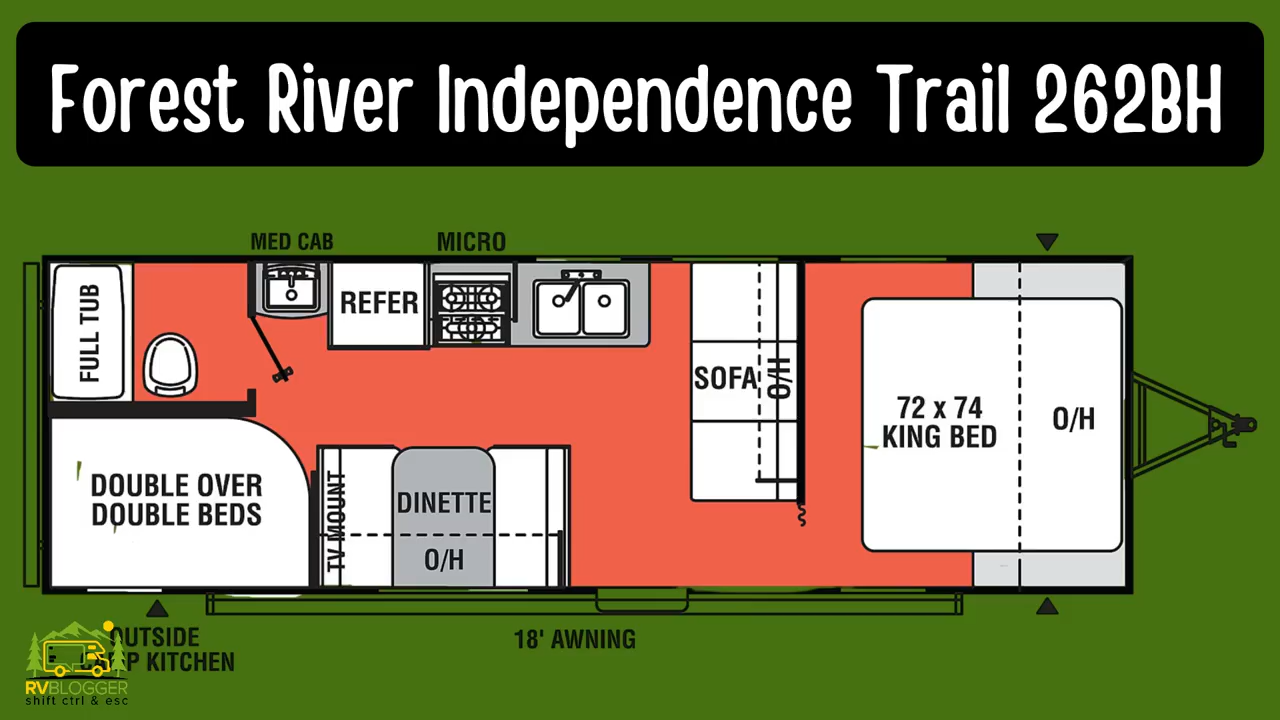 Forest River Independence Trail 262BH
MED CAB
MICRO
FULL TUB
REFER
SOFA
O/H
72 x 74
KING BED
O/H
DOUBLE OVER
DOUBLE BEDS
TV MOUNT
DINETTE
O/H
18' AWNING
OUTSIDE
CAMP KITCHEN
RVBLOGGER
shift ctrl & esc